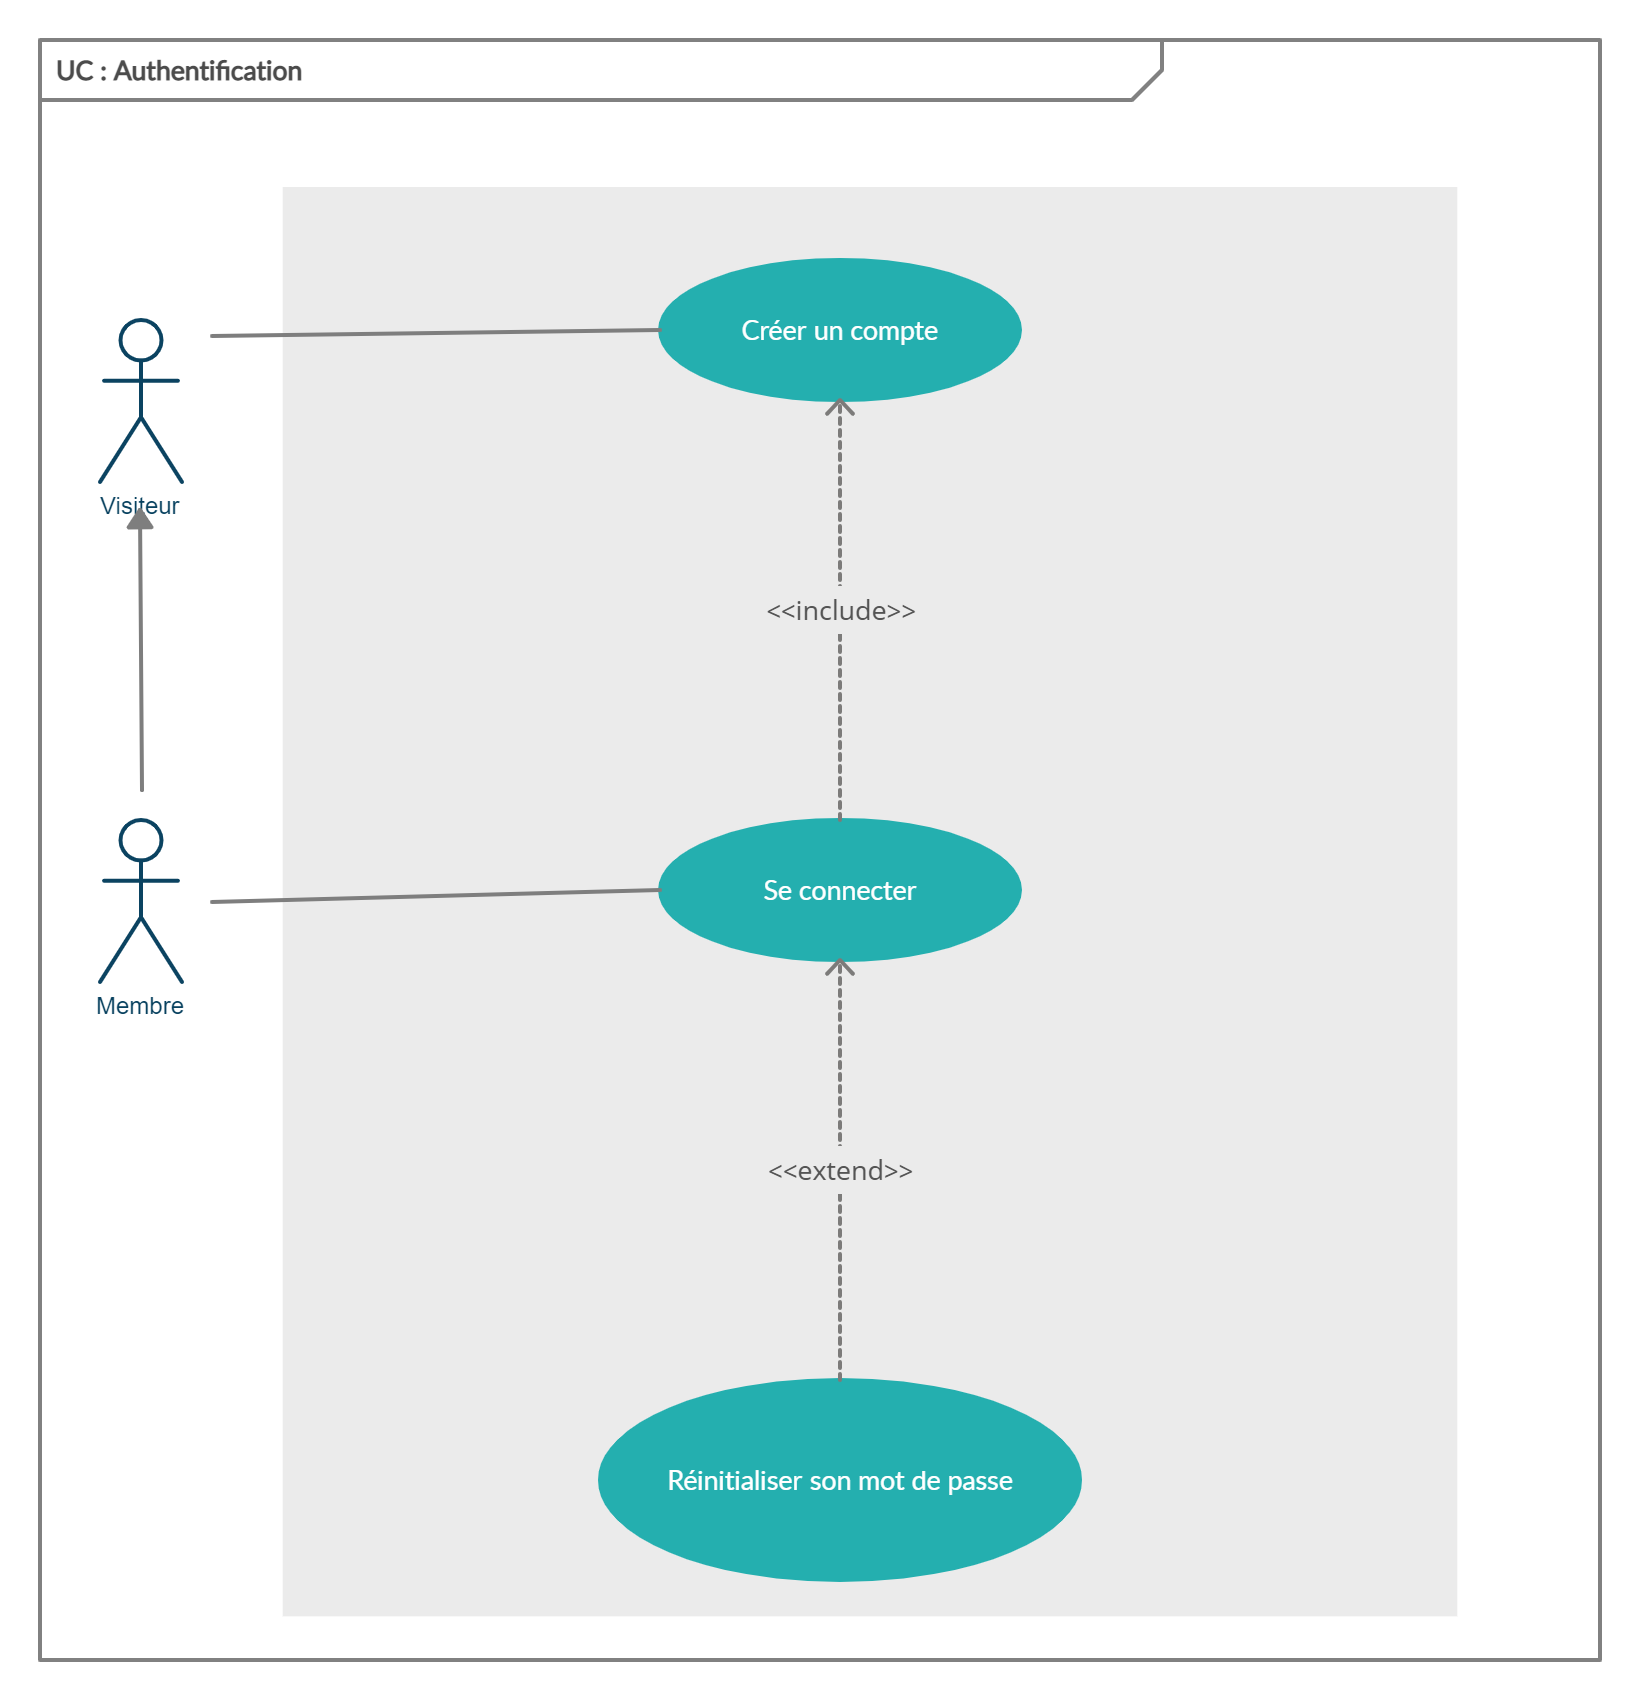 UC : Authentification
Créer un compte
Visiteur
<<include>>
Se connecter
Membre
<<extend>>
Réinitialiser son mot de passe